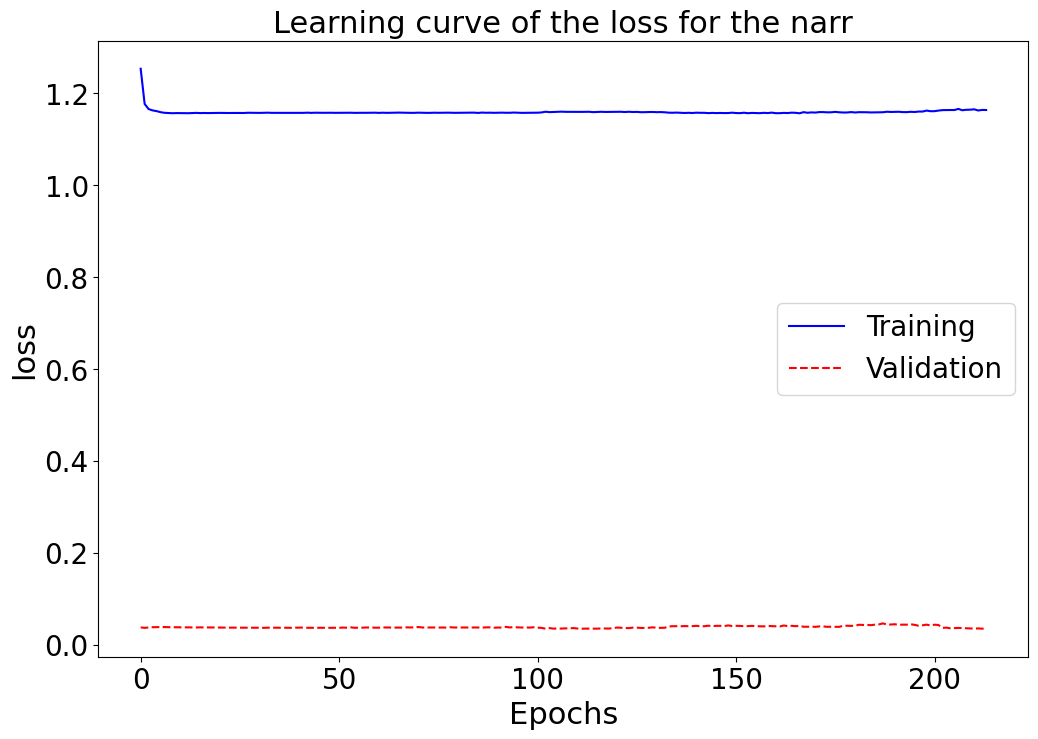 Learning curve of the loss for the narr
1.2
1.0
0.8
0.6
0.4
0.2
0.0
loss
Training
Validation
0 50 100 150 200
Epochs